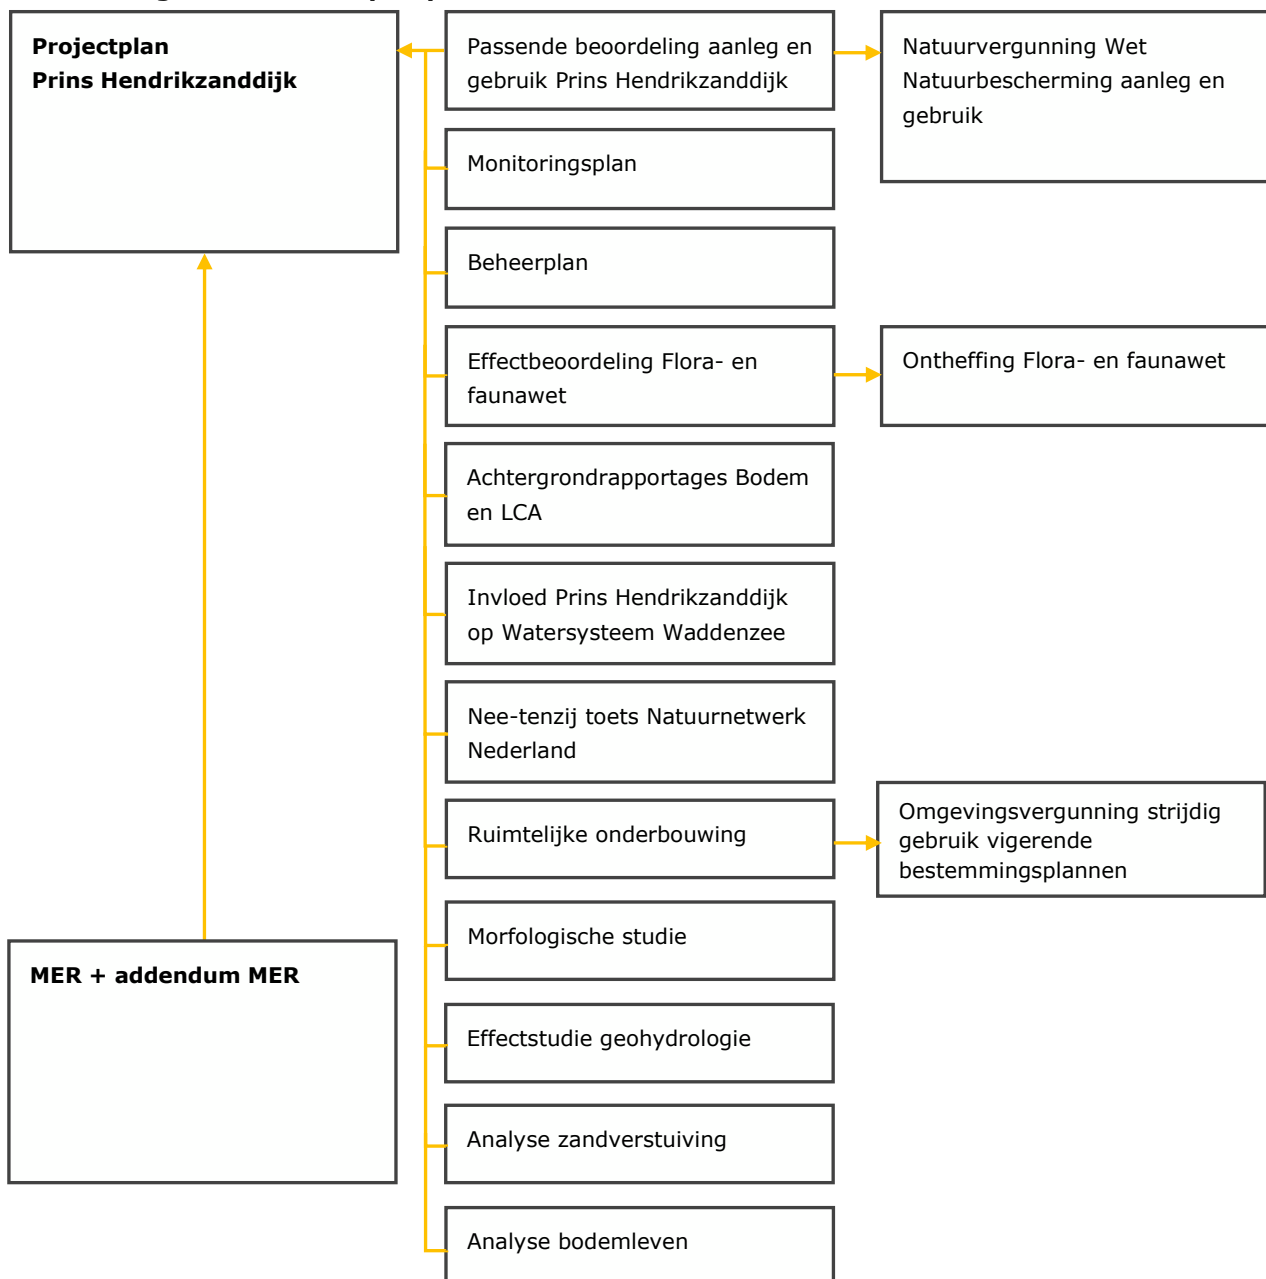 Projectplan
Prins Hendrikzanddijk
Passende beoordeling aanleg en
gebruik Prins Hendrikzanddijk
Natuurvergunning Wet
Natuurbescherming aanleg en
gebruik
Monitoringsplan
Beheerplan
Effectbeoordeling Flora- en
faunawet
Ontheffing Flora- en faunawet
Achtergrondrapportages Bodem
en LCA
Invloed Prins Hendrikzanddijk
op Watersysteem Waddenzee
Nee-tenzij toets Natuurnetwerk
Nederland
Ruimtelijke onderbouwing
Omgevingsvergunning strijdig
gebruik vigerende
bestemmingsplannen
Morfologische studie
MER + addendum MER
Effectstudie geohydrologie
Analyse zandverstuiving
Analyse bodemleven